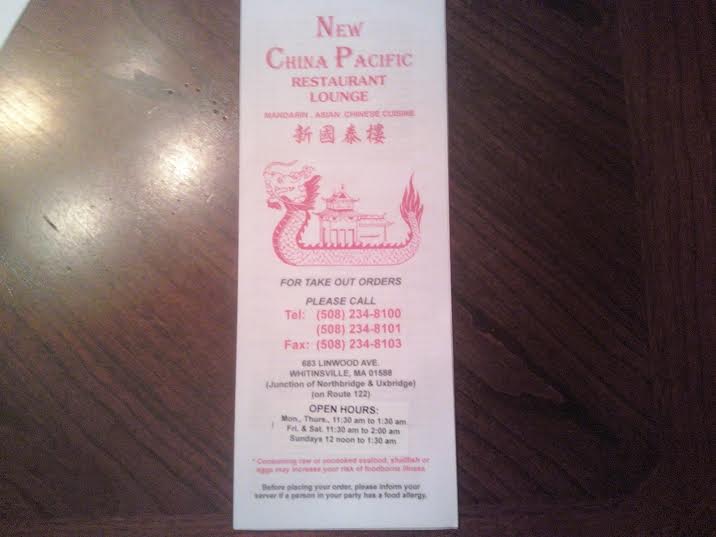 NEW
CHINA PACIFIC
RESTAURANT
LOUNGE
MANDARIN . ASIAN CHINESE CUISINE
新國泰樓
FOR TAKE OUT ORDERS
PLEASE CALL
Tel: (508) 234-8100
(508) 234-8101
Fax: (508) 234-8103
683 LINWOOD AVE.
WHITINSVILLE, MA 01588
(Junction of Northbridge & Uxbridge)
(on Route 122)
OPEN HOURS:
Mon., Thurs., 11:30 am to 1:30 am
Fri. & Sat. 11:30 am to 2:00 am
Sundays 12 noon to 1:30 am
* Consuming raw or uncooked seafood, shellfish or
eggs may increase your risk of foodborne illness
Before placing your order, please inform your
server if a person in your party has a food allergy.